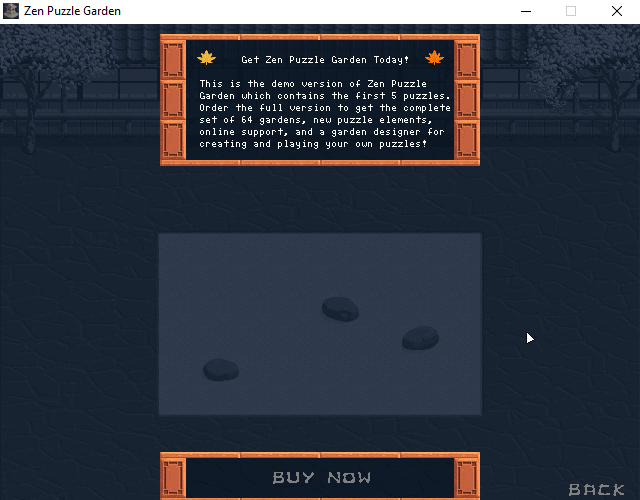 Zen Puzzle Garden
Get Zen Puzzle Garden Today!
This is the demo version of Zen Puzzle
Garden which contains the first 5 puzzles.
Order the full version to get the complete
set of 64 gardens, new puzzle elements,
online support, and a garden designer for
creating and playing your own puzzles!
BUY NOW
BACK